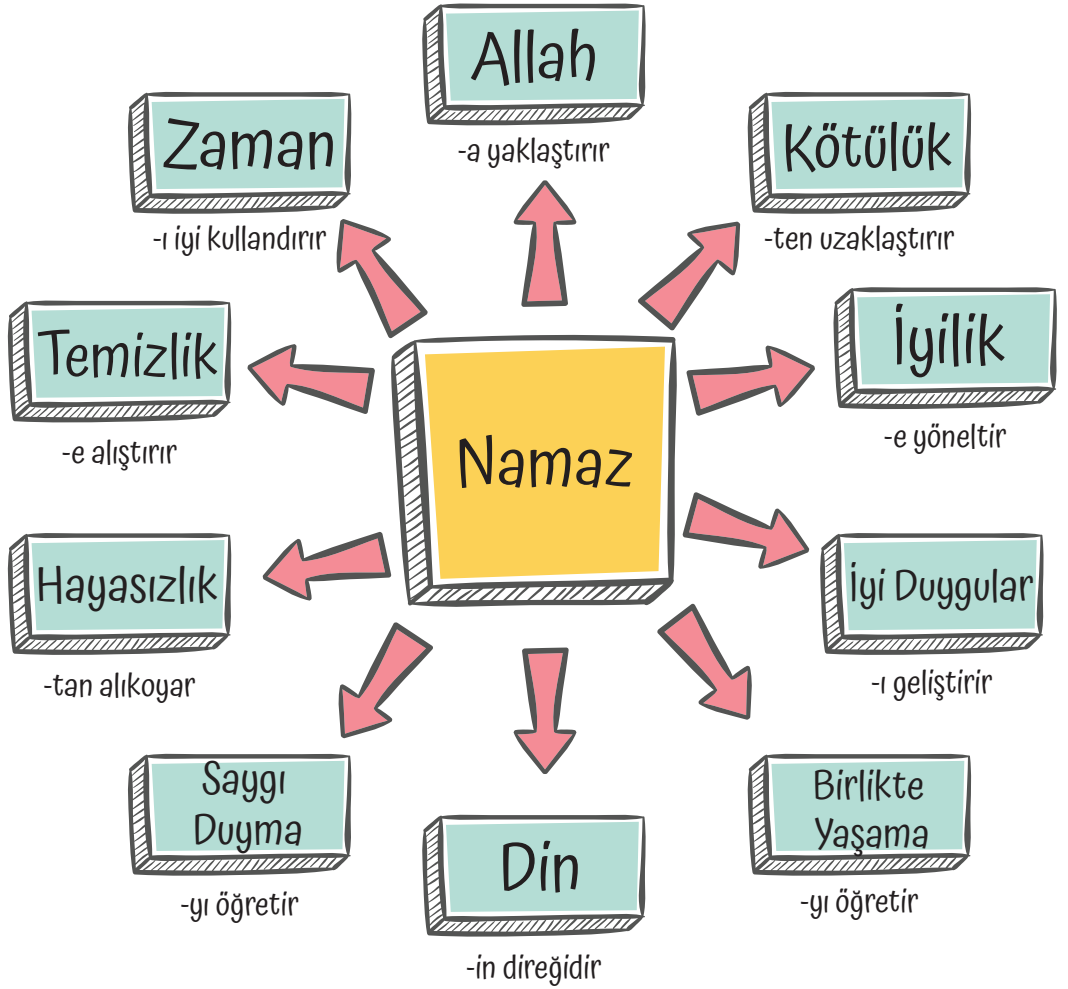 Allah
-a yaklaştırır
Zaman
-ı iyi kullandırır
Kötülük
-ten uzaklaştırır
Temizlik
-e alıştırır
İyilik
-e yöneltir
Namaz
Hayasızlık
-tan alıkoyar
İyi Duygular
-ı geliştirir
Saygı
Duyma
-yı öğretir
Din
-in direğidir
Birlikte
Yaşama
-yı öğretir